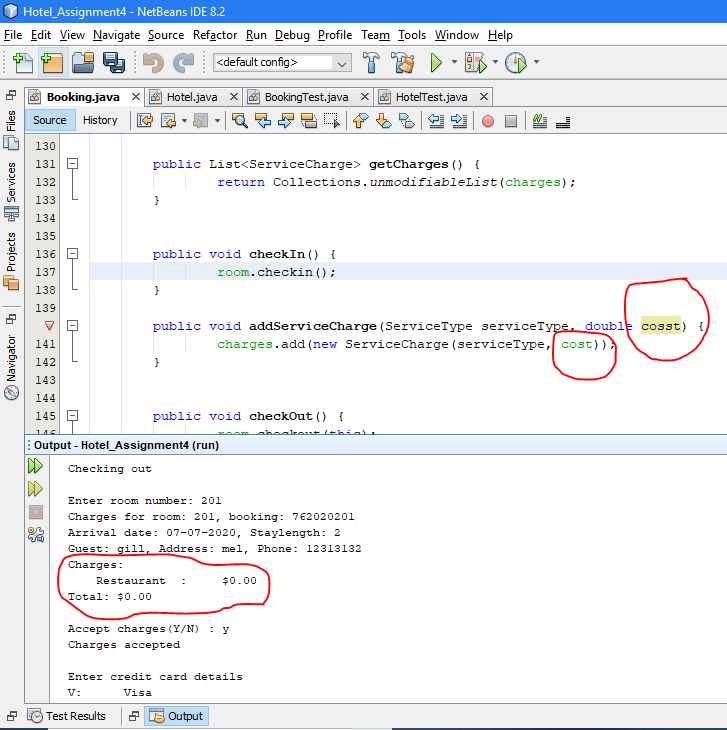 Hotel_Assignment4 - NetBeans IDE 8.2
File Edit View Navigate Source Refactor Run Debug Profile Team Tools Window Help
<default config>
Booking.java Hotel.java BookingTest.java HotelTest.java
Source History
Files
Services
Projects
Navigator
130
131 public List<ServiceCharge> getCharges() {
132 return Collections.unmodifiableList(charges);
133 }
134
135
136 public void checkIn() {
137 room.checkin();
138 }
139
public void addServiceCharge(ServiceType serviceType, double cosst) {
141 charges.add(new ServiceCharge(serviceType, cost));
142 }
143
144
145 public void checkOut() {
146 room.checkout(this);
Output - Hotel_Assignment4 (run)
Checking out
Enter room number: 201
Charges for room: 201, booking: 762020201
Arrival date: 07-07-2020, Staylength: 2
Guest: gill, Address: mel, Phone: 12313132
Charges:
Restaurant : $0.00
Total: $0.00
Accept charges(Y/N) : y
Charges accepted
Enter credit card details
V: Visa
Test Results Output